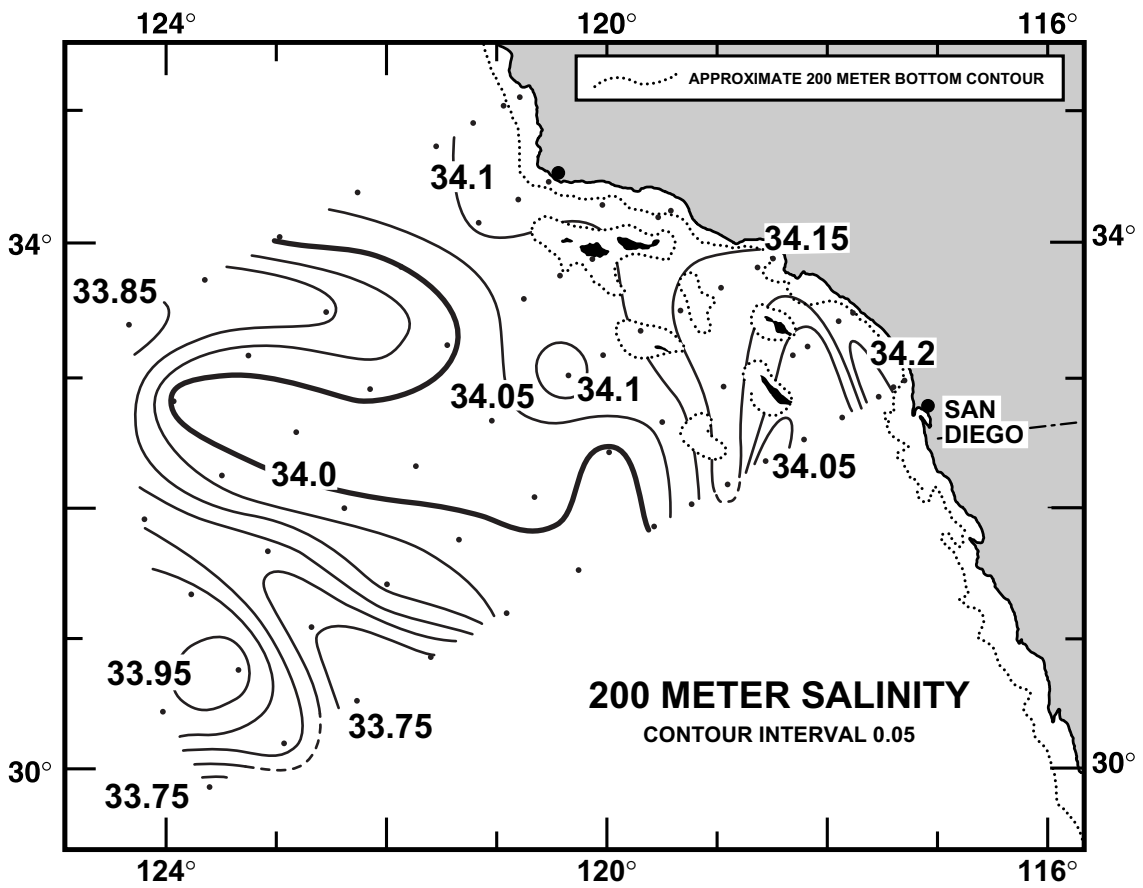 124° 120° 116°
APPROXIMATE 200 METER BOTTOM CONTOUR
34.1
34° 34.15 34°
33.85
34.2
34.05 34.1
SAN
DIEGO
34.0 34.05
33.95
200 METER SALINITY
33.75 CONTOUR INTERVAL 0.05
30° 30°
33.75
124° 120° 116°